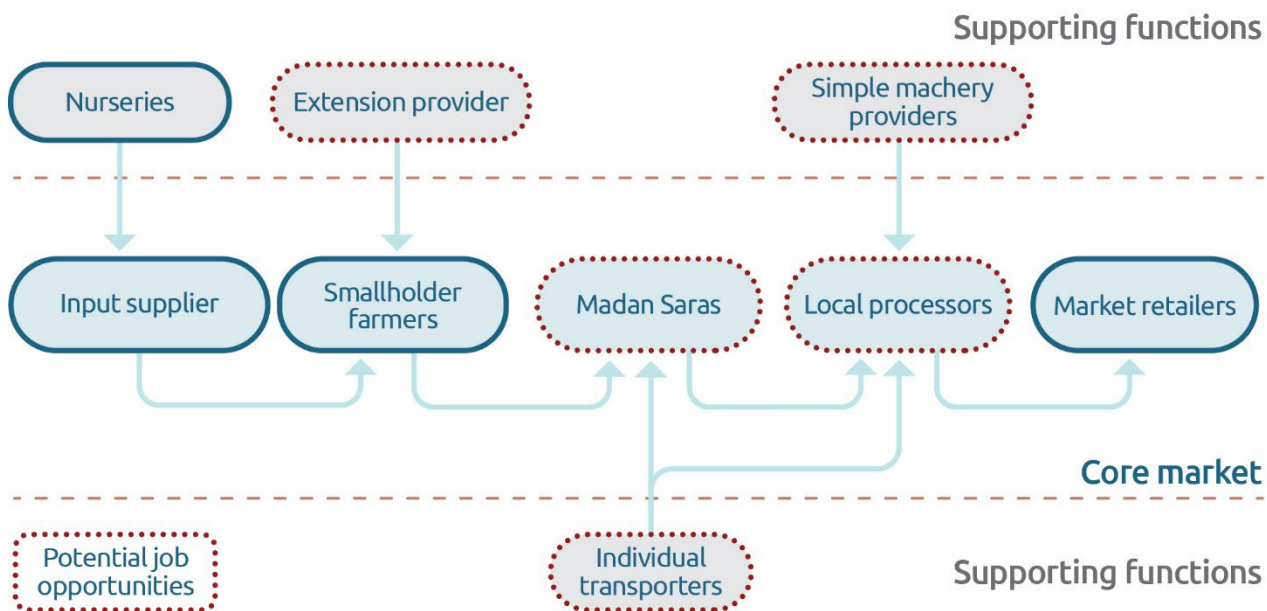 Supporting functions
Nurseries
Extension provider
Simple machery
providers
Input supplier
Smallholder
farmers
Madan Saras
Local processors
Market retailers
Core market
Potential job
opportunities
Individual
transporters
Supporting functions